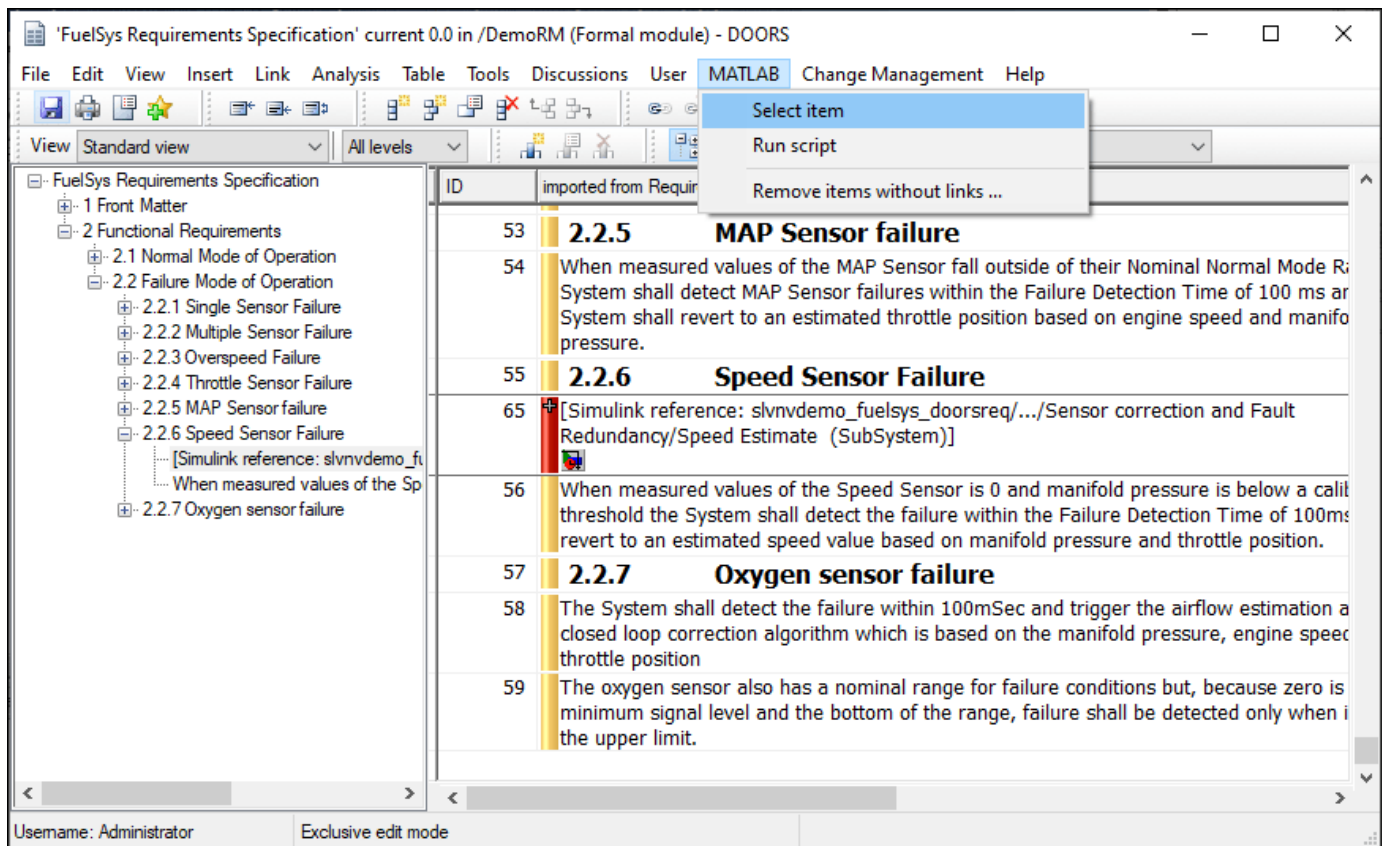 'FuelSys Requirements Specification' current 0.0 in /DemoRM (Formal module) - DOORS
File Edit View Insert Link Analysis Table Tools Discussions User MATLAB Change Management Help
Select item
View Standard view All levels
Run script
Remove items without links ...
FuelSys Requirements Specification
1 Front Matter
2 Functional Requirements
2.1 Normal Mode of Operation
2.2 Failure Mode of Operation
2.2.1 Single Sensor Failure
2.2.2 Multiple Sensor Failure
2.2.3 Overspeed Failure
2.2.4 Throttle Sensor Failure
2.2.5 MAP Sensor failure
2.2.6 Speed Sensor Failure
[Simulink reference: slvnvdemo_fu
When measured values of the Sp
2.2.7 Oxygen sensor failure
ID imported from Requir
53 2.2.5 MAP Sensor failure
54 When measured values of the MAP Sensor fall outside of their Nominal Normal Mode Ra
System shall detect MAP Sensor failures within the Failure Detection Time of 100 ms an
System shall revert to an estimated throttle position based on engine speed and manifo
pressure.
55 2.2.6 Speed Sensor Failure
65 [Simulink reference: slvnvdemo_fuelsys_doorsreq/.../Sensor correction and Fault
Redundancy/Speed Estimate (SubSystem)]
56 When measured values of the Speed Sensor is 0 and manifold pressure is below a calib
threshold the System shall detect the failure within the Failure Detection Time of 100ms
revert to an estimated speed value based on manifold pressure and throttle position.
57 2.2.7 Oxygen sensor failure
58 The System shall detect the failure within 100mSec and trigger the airflow estimation a
closed loop correction algorithm which is based on the manifold pressure, engine speed
throttle position
59 The oxygen sensor also has a nominal range for failure conditions but, because zero is
minimum signal level and the bottom of the range, failure shall be detected only when i
the upper limit.
Username: Administrator Exclusive edit mode